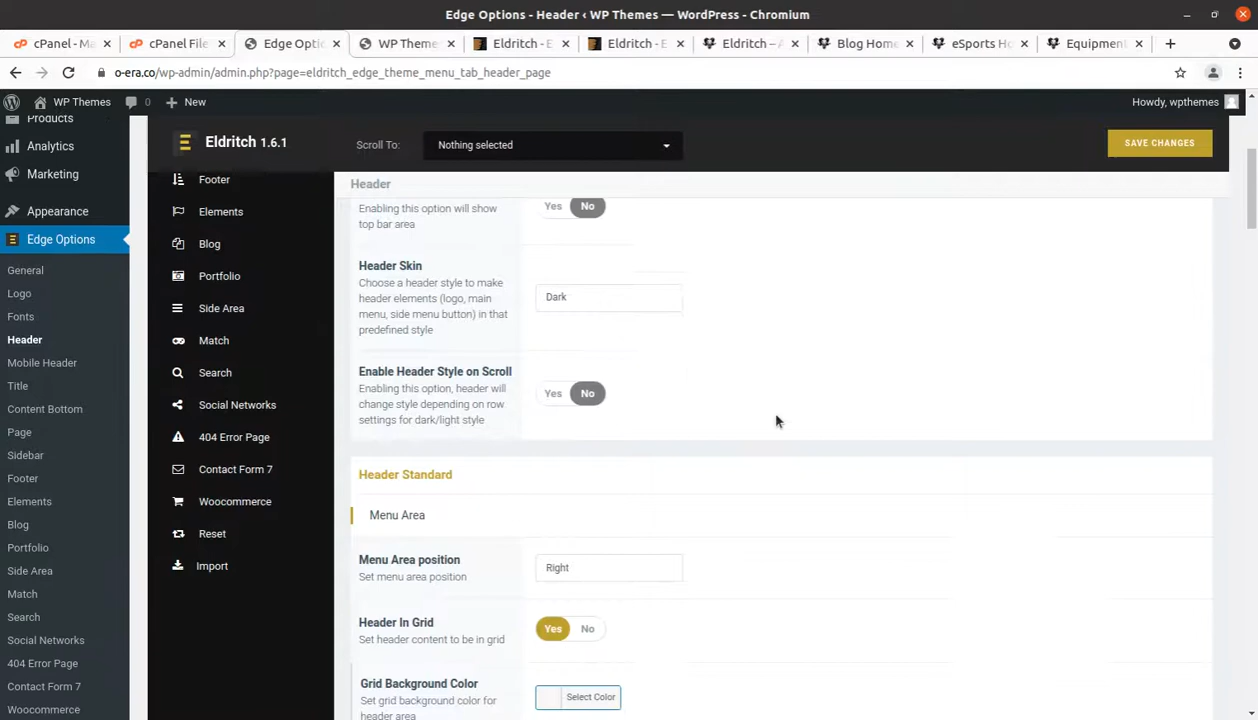 Edge Options - Header ‹ WP Themes — WordPress - Chromium
cPanel - Ma
cPanel File
Edge Optio
WP Themes
Eldritch - E
Eldritch - E
Eldritch – A
Blog Home
eSports Ho
Equipment
o-era.co/wp-admin/admin.php?page=eldritch_edge_theme_menu_tab_header_page
WP Themes
0
New
Howdy, wpthemes
Products
Analytics
Marketing
Appearance
Edge Options
General
Logo
Fonts
Header
Mobile Header
Title
Content Bottom
Page
Sidebar
Footer
Elements
Blog
Portfolio
Side Area
Match
Search
Social Networks
404 Error Page
Contact Form 7
Woocommerce
Eldritch 1.6.1
Scroll To:
Nothing selected
SAVE CHANGES
Footer
Elements
Blog
Portfolio
Side Area
Match
Search
Social Networks
404 Error Page
Contact Form 7
Woocommerce
Reset
Import
Header
Enabling this option will show
top bar area
Yes No
Header Skin
Choose a header style to make
header elements (logo, main
menu, side menu button) in that
predefined style
Dark
Enable Header Style on Scroll
Enabling this option, header will
change style depending on row
settings for dark/light style
Yes No
Header Standard
Menu Area
Menu Area position
Set menu area position
Right
Header In Grid
Set header content to be in grid
Yes No
Grid Background Color
Set grid background color for
header area
Select Color